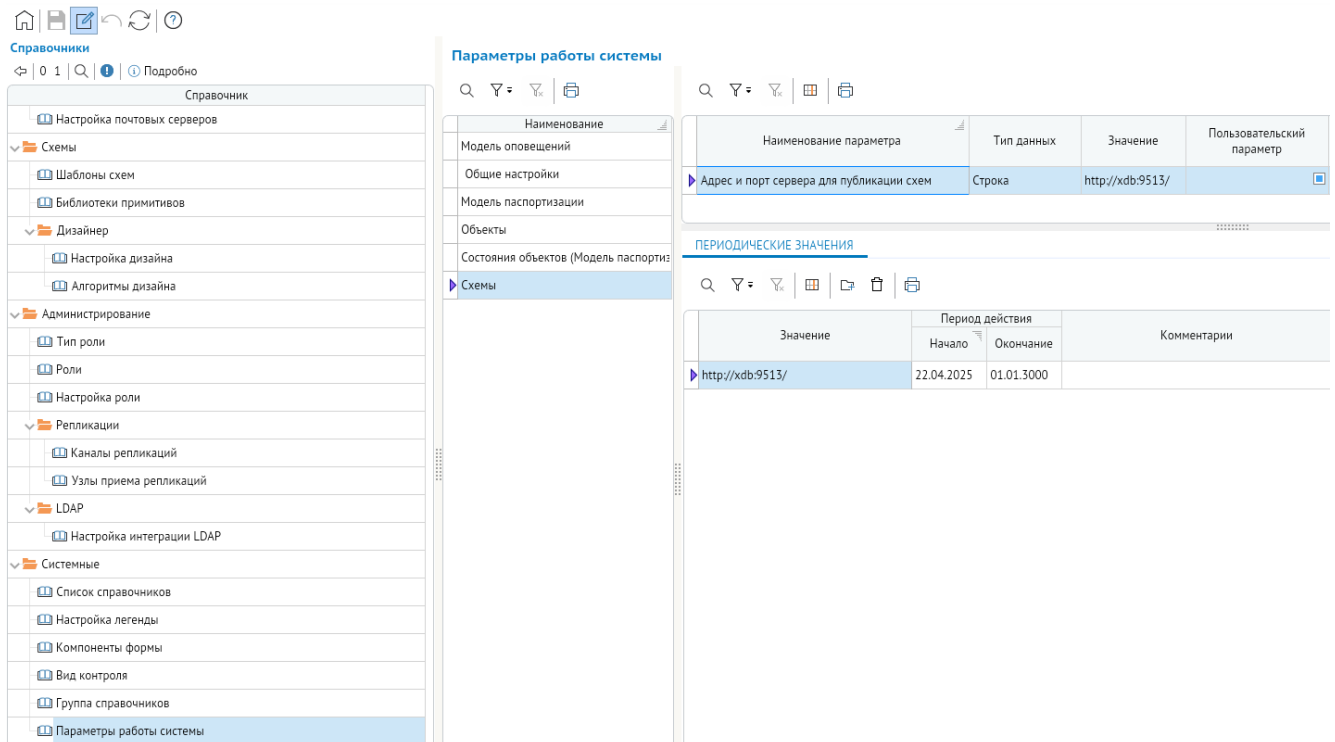 Справочники
0 1 Подробно
Справочник
Настройка почтовых серверов
Схемы
Шаблоны схем
Библиотеки примитивов
Дизайнер
Настройка дизайна
Алгоритмы дизайна
Администрирование
Тип роли
Роли
Настройка роли
Репликации
Каналы репликаций
Узлы приема репликаций
LDAP
Настройка интеграции LDAP
Системные
Список справочников
Настройка легенды
Компоненты формы
Вид контроля
Группа справочников
Параметры работы системы
Параметры работы системы
Наименование
Модель оповещений
Общие настройки
Модель паспортизации
Объекты
Состояния объектов (Модель паспортиз
Схемы
Наименование параметра Тип данных Значение Пользовательский
параметр
Адрес и порт сервера для публикации схем Строка http://xdb:9513/
ПЕРИОДИЧЕСКИЕ ЗНАЧЕНИЯ
Значение Период действия Комментарии
Начало Окончание
http://xdb:9513/ 22.04.2025 01.01.3000